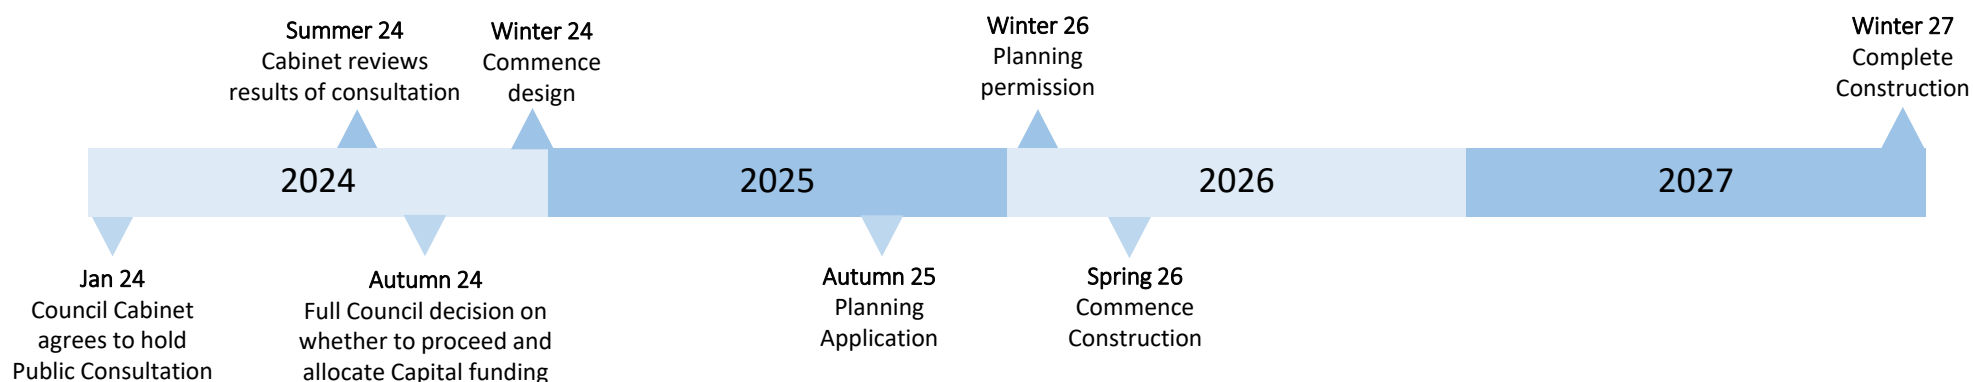 Summer 24
Cabinet reviews
results of consultation
Winter 24
Commence
design
Winter 26
Planning
permission
Winter 27
Complete
Construction
2024
2025
2026
2027
Jan 24
Council Cabinet
agrees to hold
Public Consultation
Autumn 24
Full Council decision on
whether to proceed and
allocate Capital funding
Autumn 25
Planning
Application
Spring 26
Commence
Construction